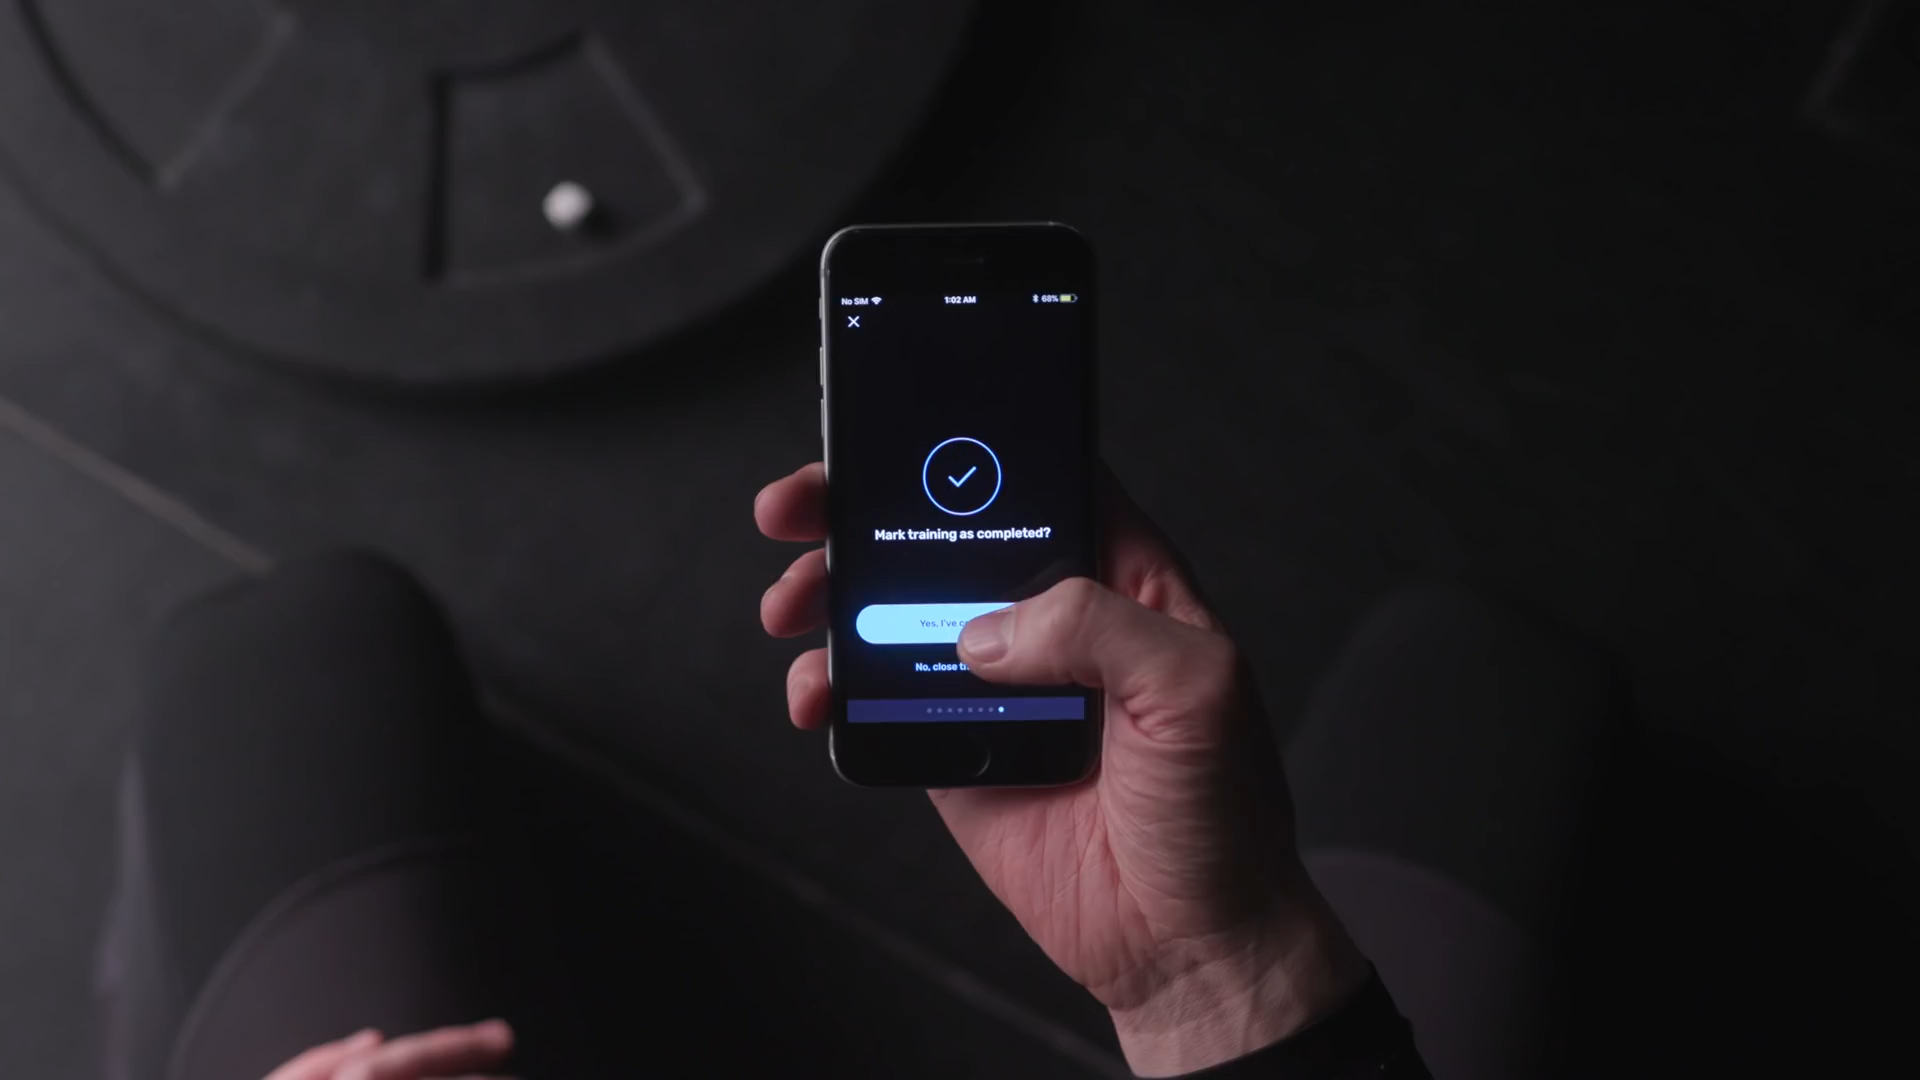 No SIM 1:02 AM 68%
Mark training as completed?
Yes, I've
No, close